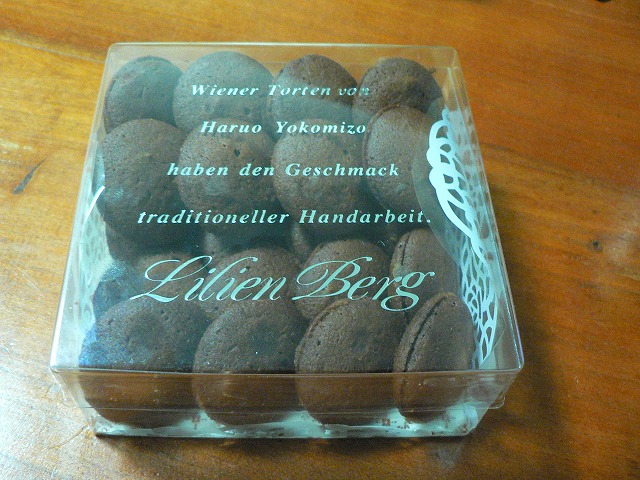 Wiener Torten von
Haruo Yokomizo
haben den Geschmack
traditioneller Handarbeit.
Lilien Berg